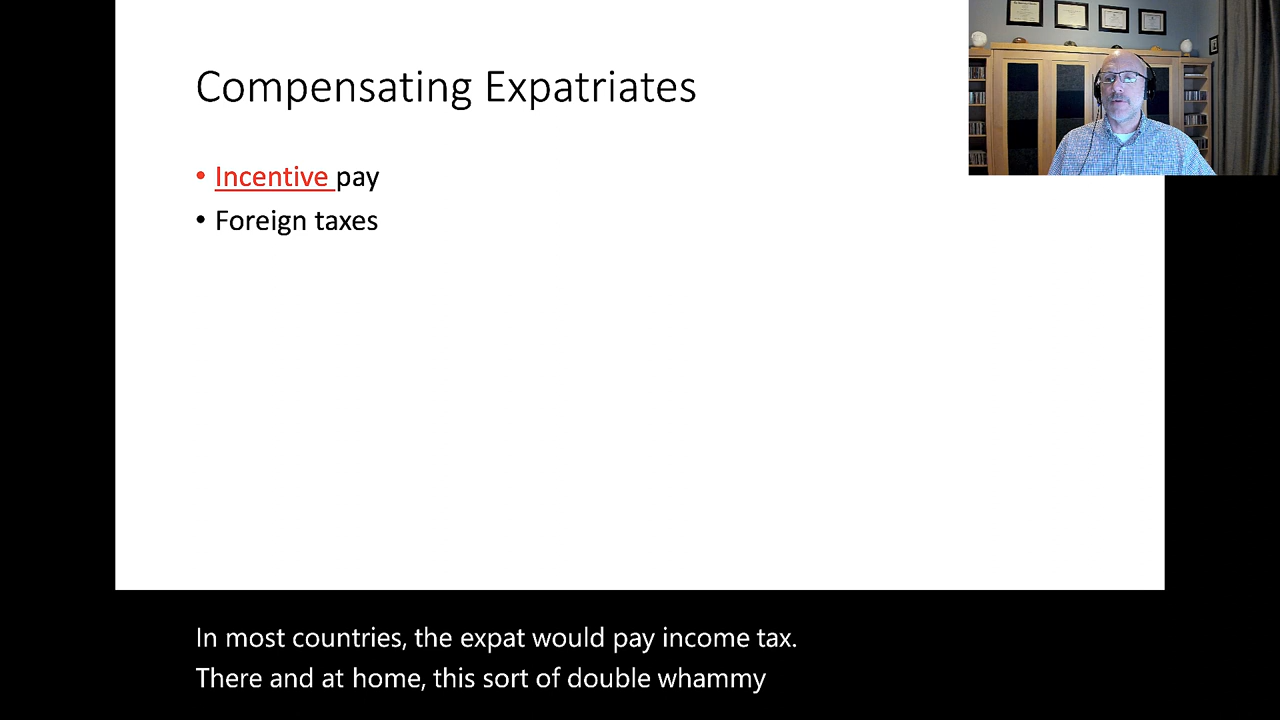 Compensating Expatriates
• Incentive pay
• Foreign taxes
In most countries, the expat would pay income tax.
There and at home, this sort of double whammy